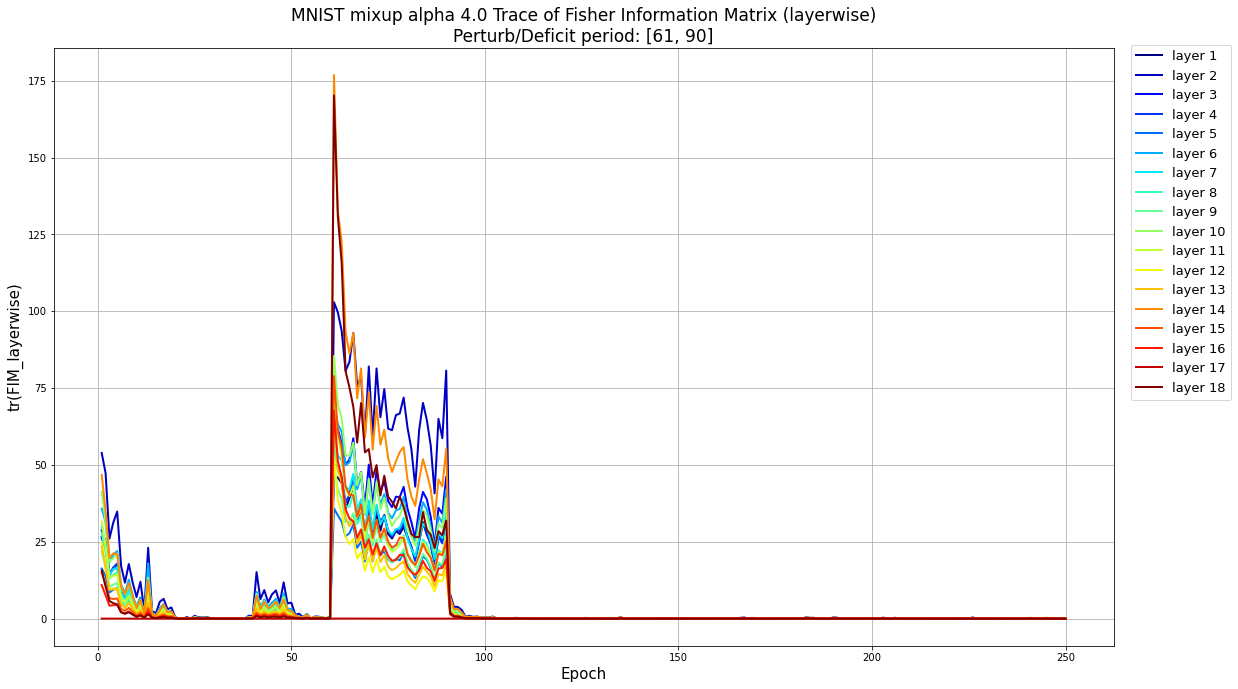 MNIST mixup alpha 4.0 Trace of Fisher Information Matrix (layerwise)
Perturb/Deficit period: [61, 90]
tr(FIM_layerwise)
175
150
125
100
75
50
25
0
0
50
100
150
200
250
Epoch
layer 1
layer 2
layer 3
layer 4
layer 5
layer 6
layer 7
layer 8
layer 9
layer 10
layer 11
layer 12
layer 13
layer 14
layer 15
layer 16
layer 17
layer 18